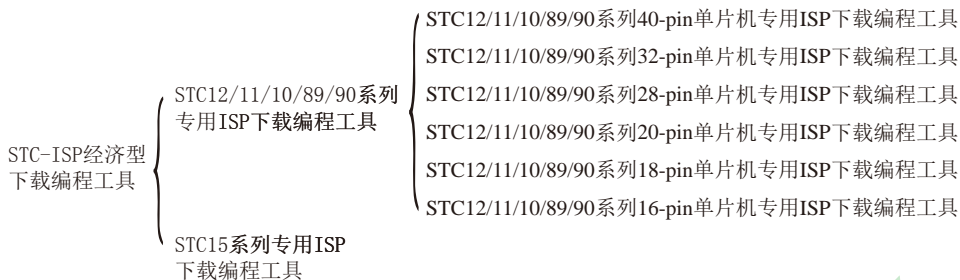 STC-ISP经济型
下载编程工具
STC12/11/10/89/90系列
专用ISP下载编程工具
STC12/11/10/89/90系列40-pin单片机专用ISP下载编程工具
STC12/11/10/89/90系列32-pin单片机专用ISP下载编程工具
STC12/11/10/89/90系列28-pin单片机专用ISP下载编程工具
STC12/11/10/89/90系列20-pin单片机专用ISP下载编程工具
STC12/11/10/89/90系列18-pin单片机专用ISP下载编程工具
STC12/11/10/89/90系列16-pin单片机专用ISP下载编程工具
STC15系列专用ISP
下载编程工具